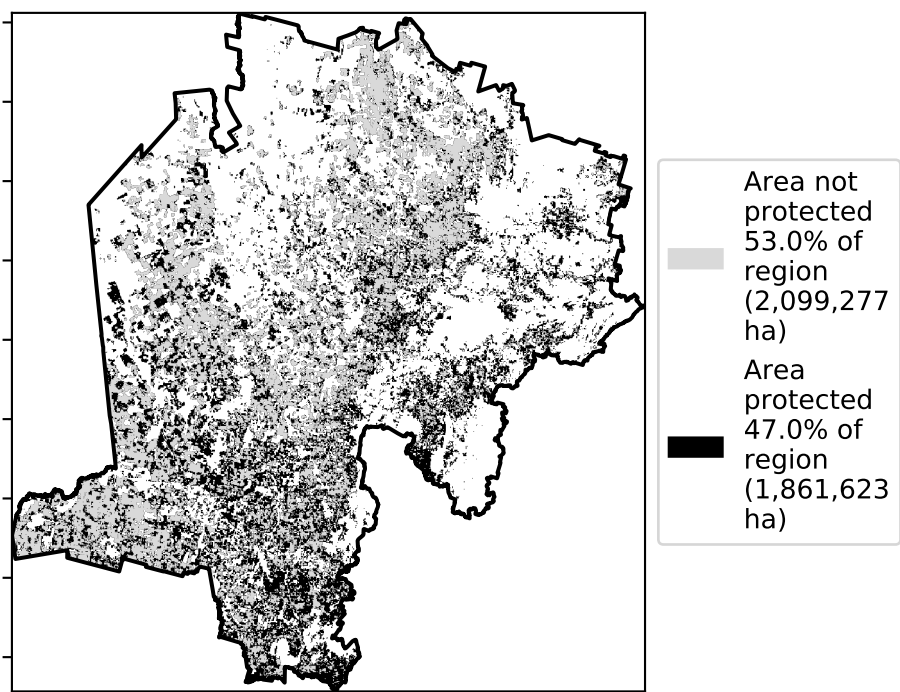 Area not
protected
53.0% of
region
(2,099,277
ha)
Area
protected
47.0% of
region
(1,861,623
ha)